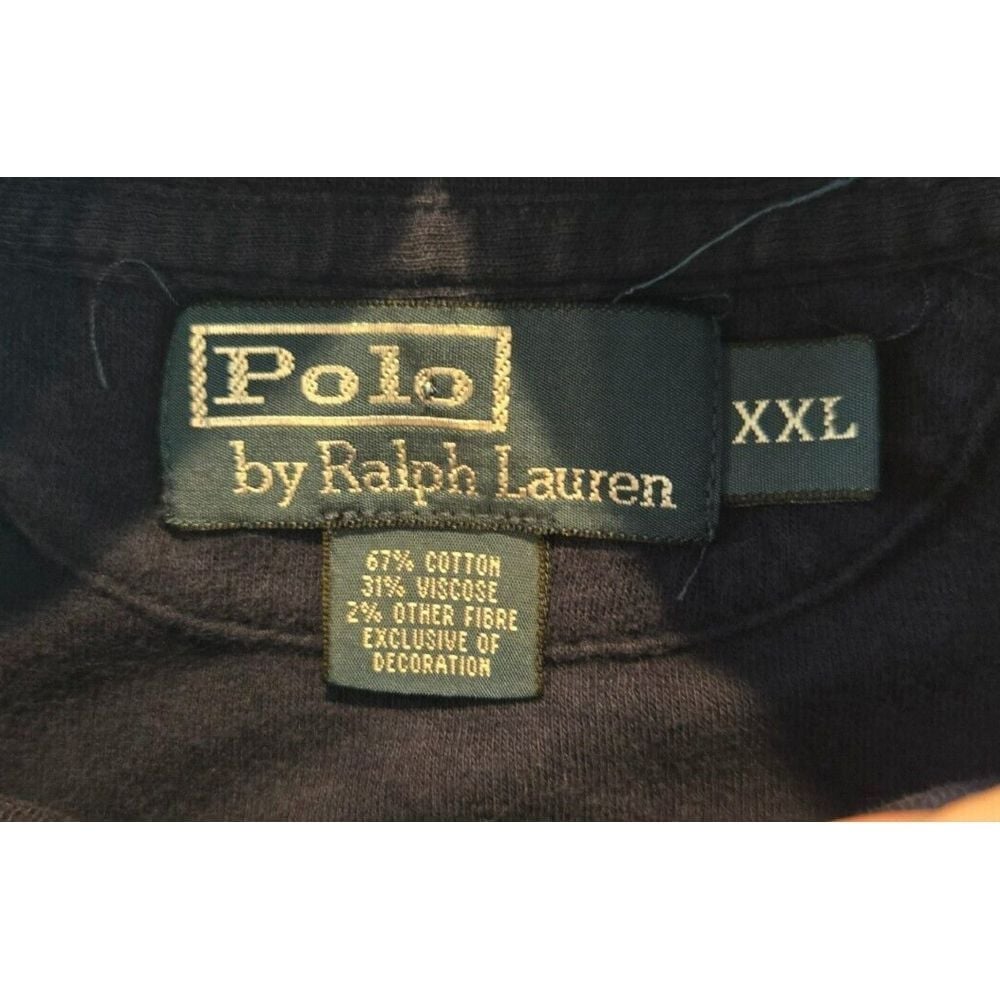 Polo
by Ralph Lauren
XXL
67% COTTON
31% VISCOSE
2% OTHER FIBRE
EXCLUSIVE OF
DECORATION